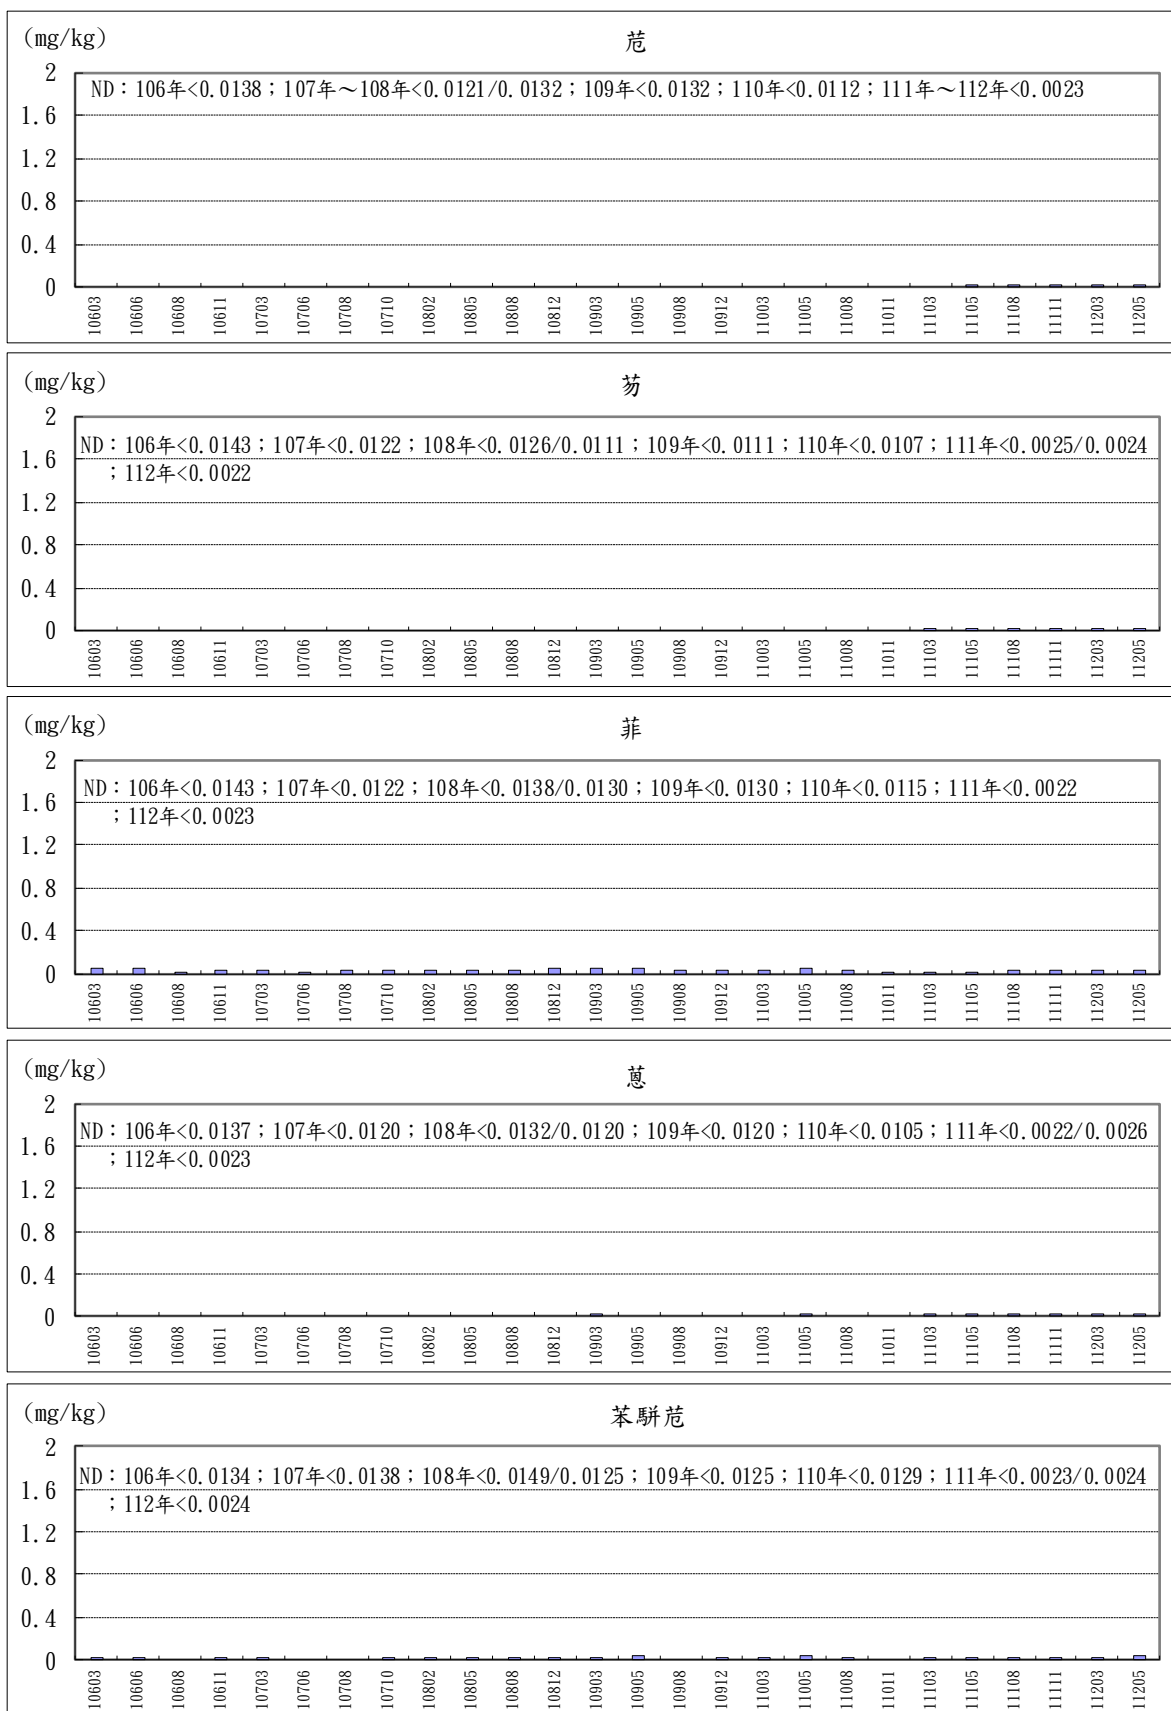 (mg/kg)
苊
2
ND：106年<0.0138；107年～108年<0.0121/0.0132；109年<0.0132；110年<0.0112；111年～112年<0.0023
1.6
1.2
0.8
0.4
0
10603 10606 10608 10611 10703 10706 10708 10710 10802 10805 10808 10812 10903 10905 10908 10912 11003 11005 11008 11011 11103 11105 11108 11111 11203 11205
(mg/kg)
芴
2
ND：106年<0.0143；107年<0.0122；108年<0.0126/0.0111；109年<0.0111；110年<0.0107；111年<0.0025/0.0024
1.6
；112年<0.0022
1.2
0.8
0.4
0
10603 10606 10608 10611 10703 10706 10708 10710 10802 10805 10808 10812 10903 10905 10908 10912 11003 11005 11008 11011 11103 11105 11108 11111 11203 11205
(mg/kg)
菲
2
ND：106年<0.0143；107年<0.0122；108年<0.0138/0.0130；109年<0.0130；110年<0.0115；111年<0.0022
1.6
；112年<0.0023
1.2
0.8
0.4
0
10603 10606 10608 10611 10703 10706 10708 10710 10802 10805 10808 10812 10903 10905 10908 10912 11003 11005 11008 11011 11103 11105 11108 11111 11203 11205
(mg/kg)
蒽
2
ND：106年<0.0137；107年<0.0120；108年<0.0132/0.0120；109年<0.0120；110年<0.0105；111年<0.0022/0.0026
1.6
；112年<0.0023
1.2
0.8
0.4
0
10603 10606 10608 10611 10703 10706 10708 10710 10802 10805 10808 10812 10903 10905 10908 10912 11003 11005 11008 11011 11103 11105 11108 11111 11203 11205
(mg/kg)
苯駢苊
2
ND：106年<0.0134；107年<0.0138；108年<0.0149/0.0125；109年<0.0125；110年<0.0129；111年<0.0023/0.0024
1.6
；112年<0.0024
1.2
0.8
0.4
0
10603 10606 10608 10611 10703 10706 10708 10710 10802 10805 10808 10812 10903 10905 10908 10912 11003 11005 11008 11011 11103 11105 11108 11111 11203 11205